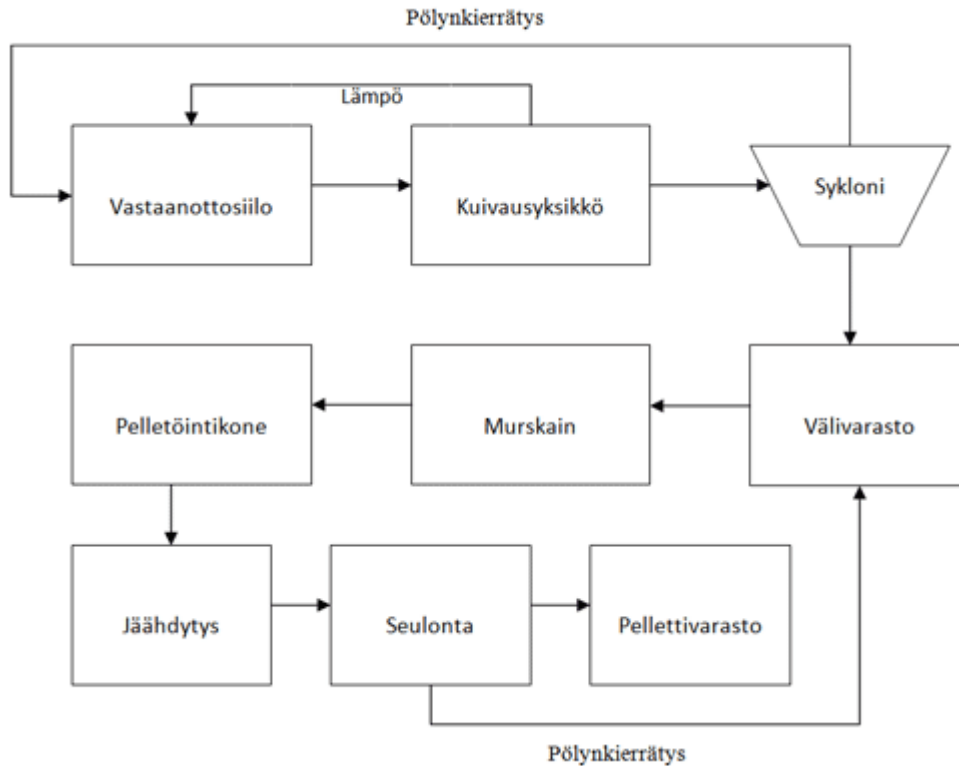 Pölynkierrätys
Lämpö
Vastaanottosiilo
Kuivausyksikkö
Sykloni
Pelletöintikone
Murskain
Välivarasto
Jäähdytys
Seulonta
Pellettivarasto
Pölynkierrätys